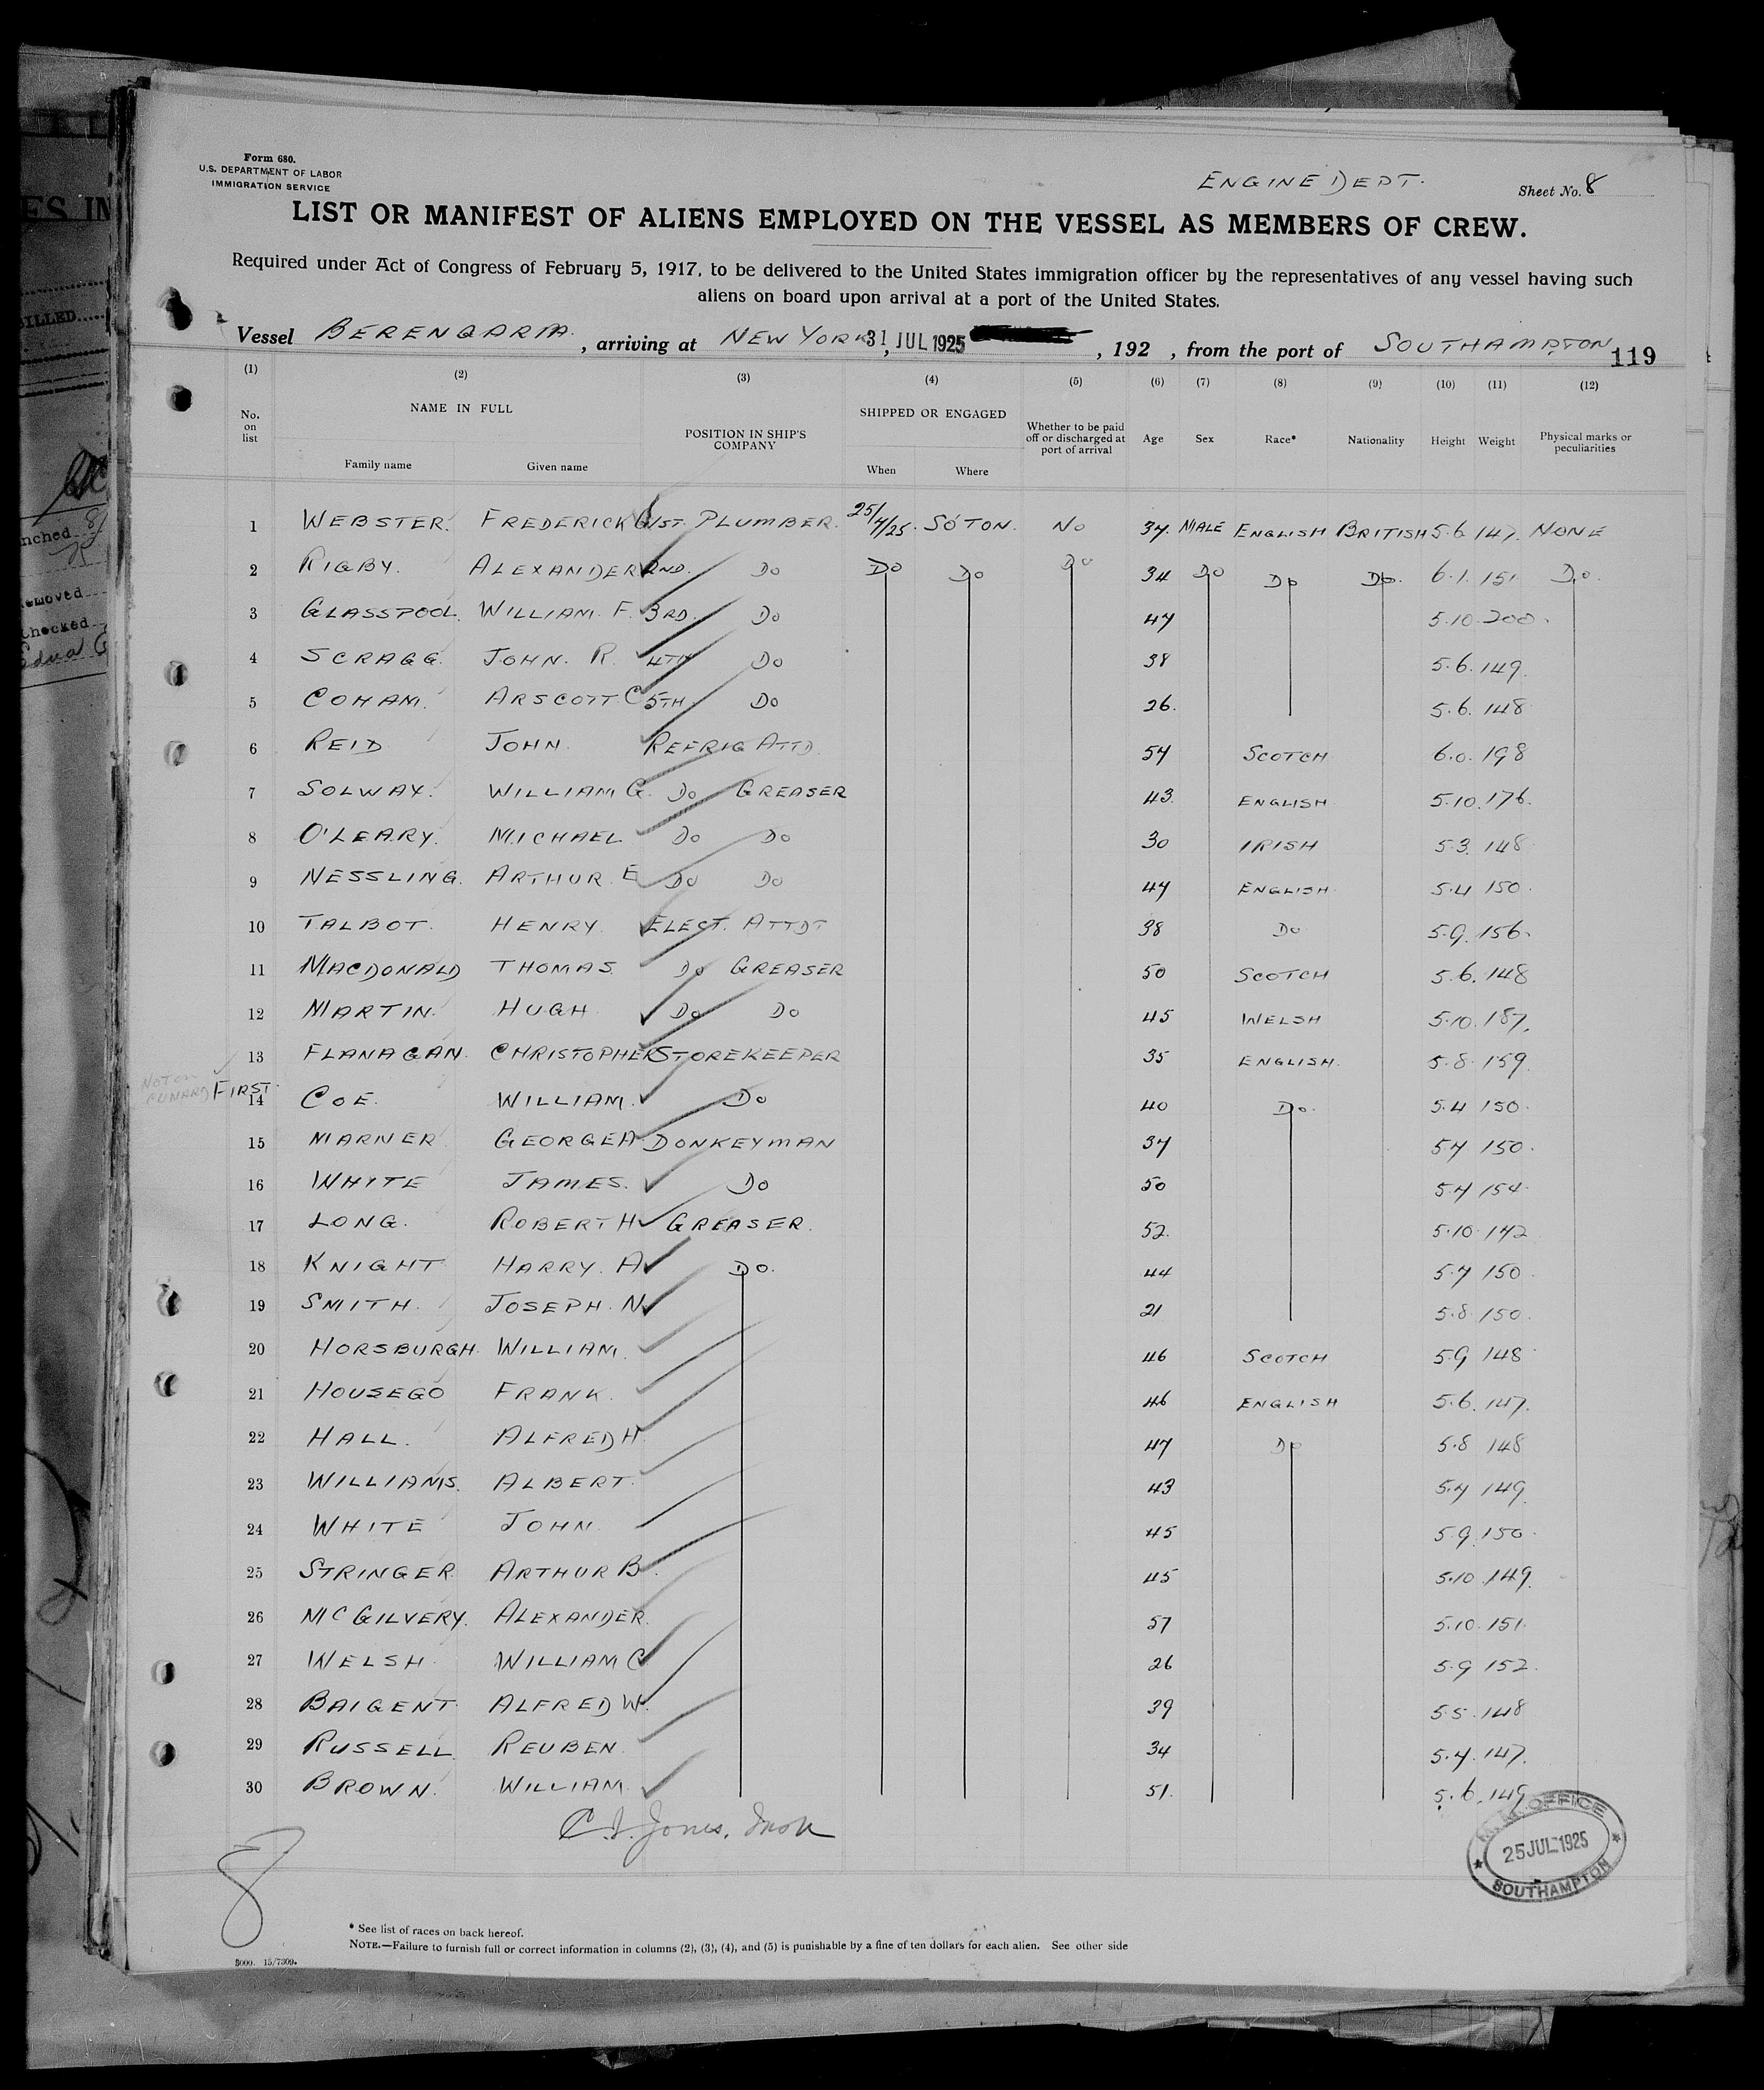 Form 680.
U.S. DEPARTMENT OF LABOR
IMMIGRATION SERVICE
ENGINE DEPT.
Sheet No. 8
LIST OR MANIFEST OF ALIENS EMPLOYED ON THE VESSEL AS MEMBERS OF CREW.
Required under Act of Congress of February 5, 1917, to be delivered to the United States immigration officer by the representatives of any vessel having such
aliens on board upon arrival at a port of the United States.
Vessel BERENGARIA, arriving at NEW YORK 31 JUL 1925, 192 , from the port of SOUTHAMPTON 119
(1) (2) (3) (4) (5) (6) (7) (8) (9) (10) (11) (12)
No. on list NAME IN FULL Family name Given name POSITION IN SHIP'S COMPANY SHIPPED OR ENGAGED When Where Whether to be paid off or discharged at port of arrival Age Sex Race* Nationality Height Weight Physical marks or peculiarities
1 WEBSTER. FREDERICK G 1ST. PLUMBER. 25/4/25. SO'TON. NO 37. MALE ENGLISH BRITISH 5.6 147. NONE
2 RIGBY. ALEXANDER 2ND. DO DO DO DO 34 DO DO DO. 6.1. 151 DO.
3 GLASSPOOL. WILLIAM. F. 3RD. DO 47 5.10 200.
4 SCRAGG. JOHN. R. 4TH DO 38 5.6. 149.
5 COHAM. ARSCOTT C 5TH. DO 26. 5.6. 148
6 REID JOHN. REFRIG ATTD. 54 SCOTCH 6.0. 198
7 SOLWAY. WILLIAM G. DO GREASER 43. ENGLISH 5.10. 176.
8 O'LEARY. MICHAEL DO DO 30 IRISH 5.3. 148
9 NESSLING. ARTHUR. E DO DO 47 ENGLISH 5.4 150.
10 TALBOT. HENRY. ELECT. ATTDT 38 DO 5.9. 156.
11 MACDONALD THOMAS. DO GREASER 50 SCOTCH 5.6. 148
12 MARTIN. HUGH DO DO 45 WELSH 5.10. 187.
13 FLANAGAN. CHRISTOPHER STOREKEEPER 35 ENGLISH. 5.8. 159.
NOT ON CUNARD FIRST
14 COE. WILLIAM. DO 40 DO. 5.4 150.
15 MARNER GEORGE A DONKEYMAN 37 5.7 150.
16 WHITE JAMES. DO 50 5.7 154.
17 LONG. ROBERT H GREASER. 52. 5.10. 142
18 KNIGHT HARRY. A DO. 44 5.7 150.
19 SMITH. JOSEPH. N 21 5.8 150.
20 HORSBURGH. WILLIAM. 46 SCOTCH 5.9 148
21 HOUSEGO FRANK. 46 ENGLISH 5.6. 147.
22 HALL. ALFRED H. 47 DO 5.8 148
23 WILLIAMS. ALBERT. 43 5.7 149.
24 WHITE JOHN 45 5.9. 150.
25 STRINGER. ARTHUR B. 45 5.10. 149.
26 MCGILVERY. ALEXANDER. 57 5.10. 151.
27 WELSH. WILLIAM C 26 5.9 152.
28 BAIGENT. ALFRED W. 39 5.5. 148
29 RUSSELL. REUBEN. 34 5.4. 147.
30 BROWN. WILLIAM. 51. 5.6. 149
C. I. Jones,
8
OFFICE
25 JUL 1925
SOUTHAMPTON
* See list of races on back hereof.
NOTE.—Failure to furnish full or correct information in columns (2), (3), (4), and (5) is punishable by a fine of ten dollars for each alien. See other side